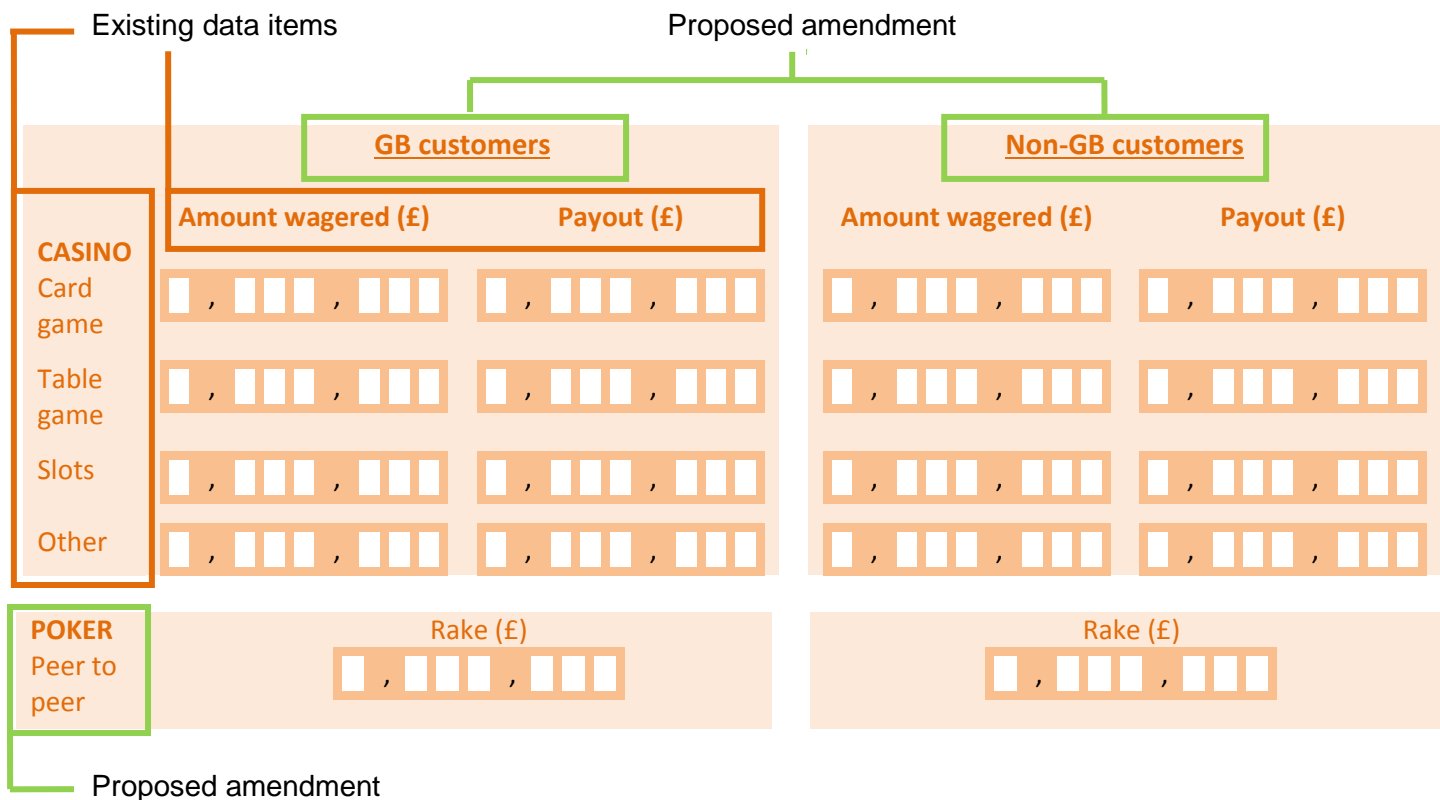 Existing data items
Proposed amendment
GB customers
Non-GB customers
Amount wagered (£)
Payout (£)
Amount wagered (£)
Payout (£)
CASINO
Card
game
, , , , , , , ,
Table
game
, , , , , , , ,
Slots
, , , , , , , ,
Other
, , , , , , , ,
POKER
Peer to
peer
Rake (£)
, ,
Rake (£)
, ,
Proposed amendment